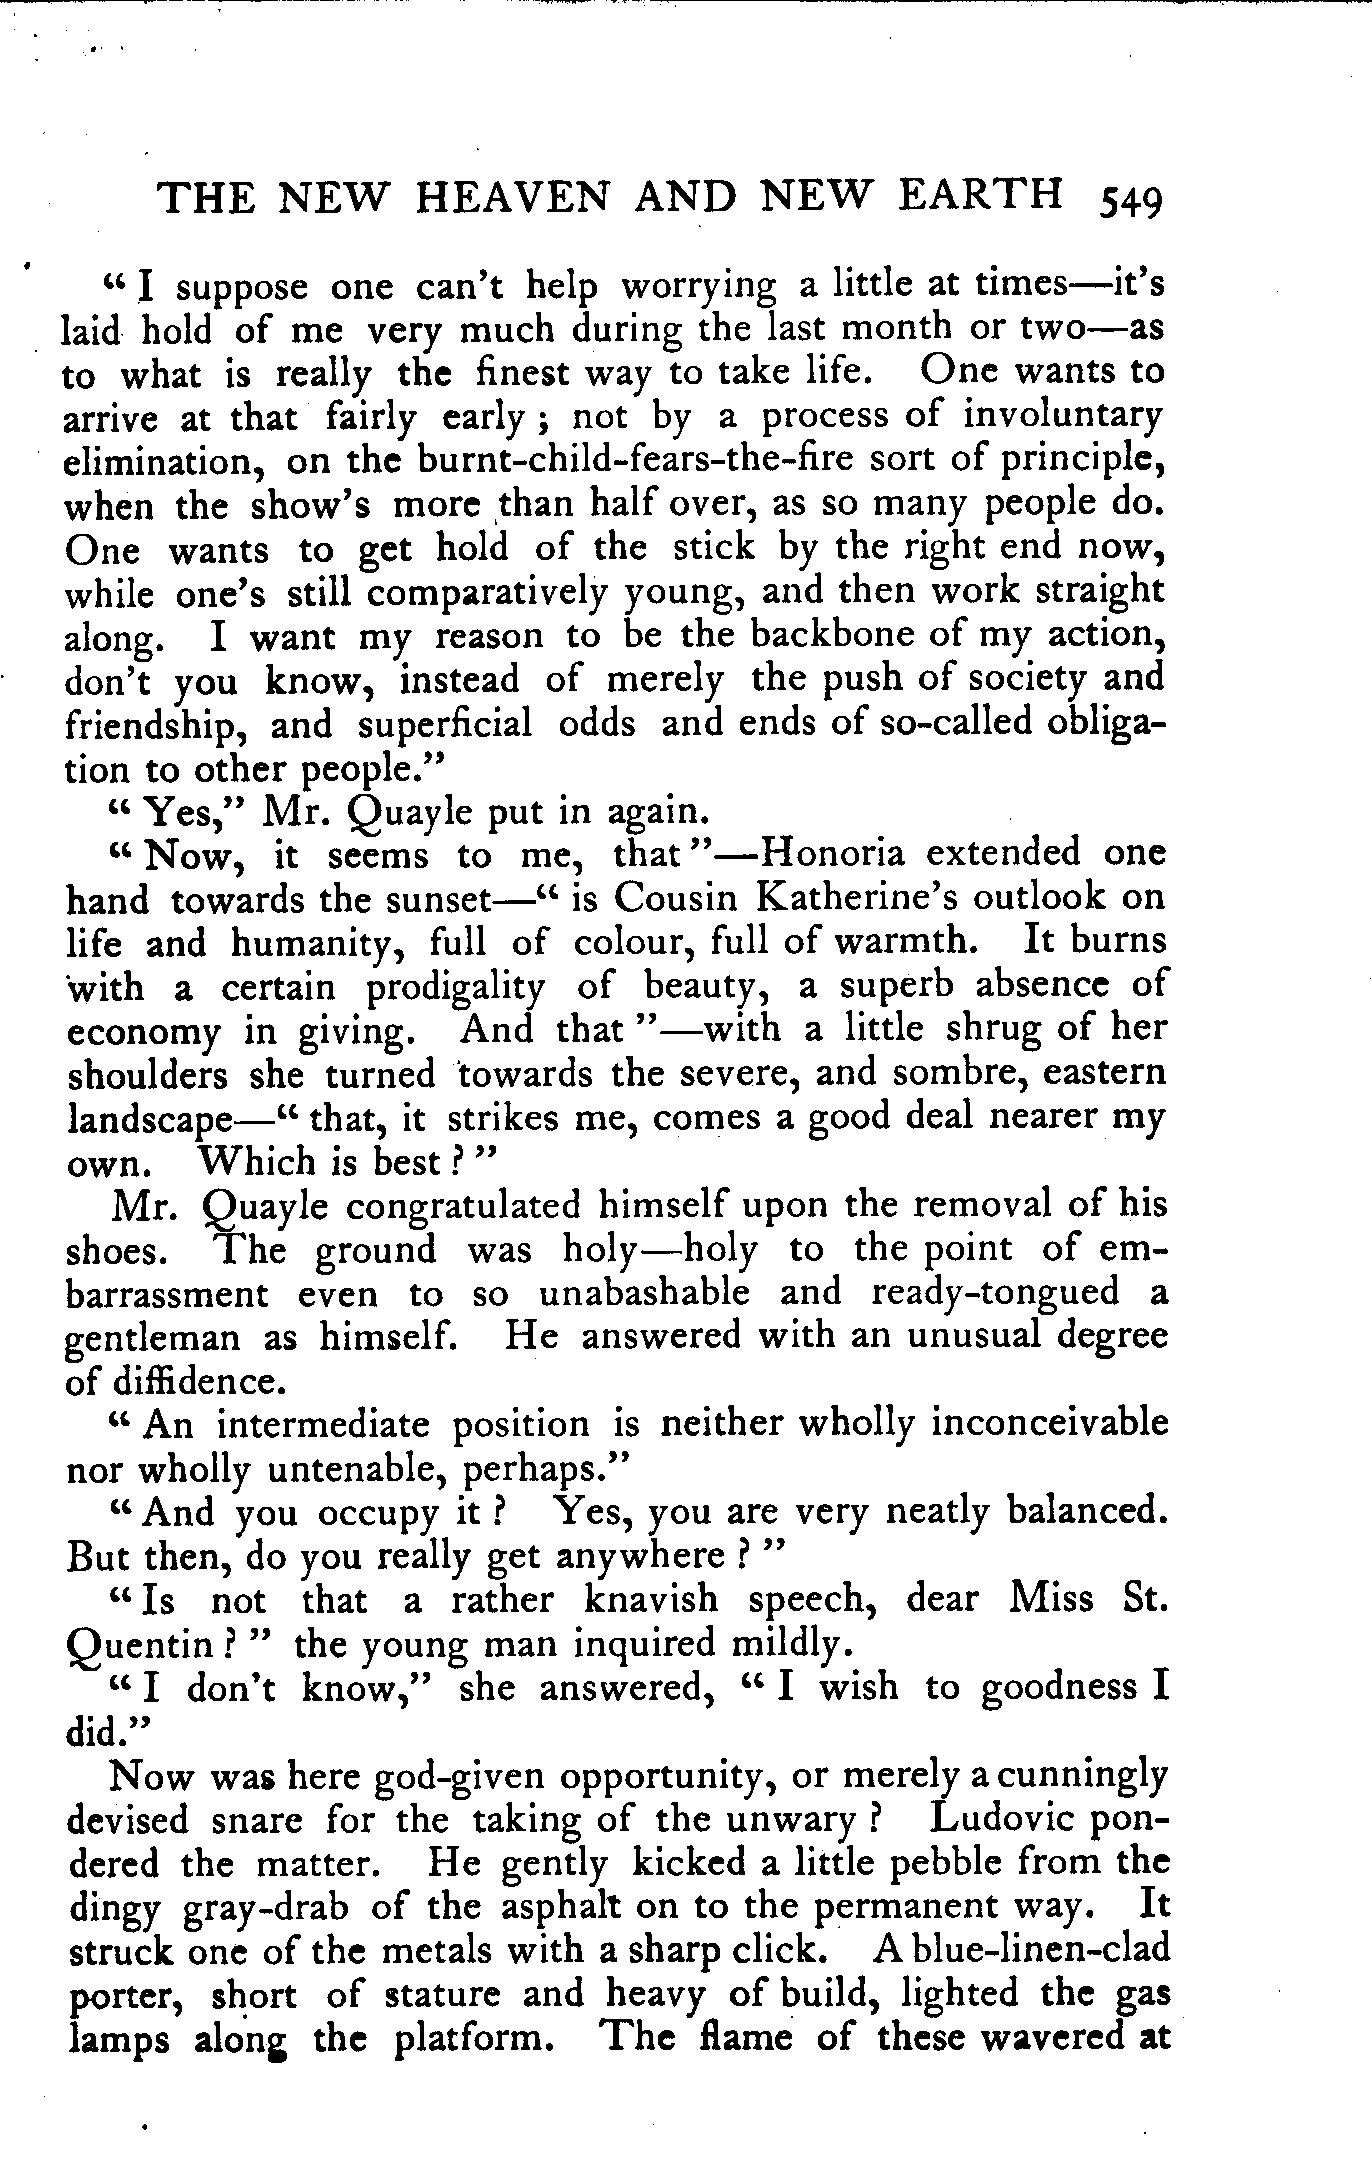 THE NEW HEAVEN AND NEW EARTH 549
" I suppose one can't help worrying a little at times—it's
laid hold of me very much during the last month or two—as
to what is really the finest way to take life. One wants to
arrive at that fairly early ; not by a process of involuntary
elimination, on the burnt-child-fears-the-fire sort of principle,
when the show's more than half over, as so many people do.
One wants to get hold of the stick by the right end now,
while one's still comparatively young, and then work straight
along. I want my reason to be the backbone of my action,
don't you know, instead of merely the push of society and
friendship, and superficial odds and ends of so-called obliga-
tion to other people."
" Yes," Mr. Quayle put in again.
" Now, it seems to me, that "—Honoria extended one
hand towards the sunset—" is Cousin Katherine's outlook on
life and humanity, full of colour, full of warmth. It burns
with a certain prodigality of beauty, a superb absence of
economy in giving. And that "—with a little shrug of her
shoulders she turned towards the severe, and sombre, eastern
landscape—" that, it strikes me, comes a good deal nearer my
own. Which is best ? "
Mr. Quayle congratulated himself upon the removal of his
shoes. The ground was holy—holy to the point of em-
barrassment even to so unabashable and ready-tongued a
gentleman as himself. He answered with an unusual degree
of diffidence.
" An intermediate position is neither wholly inconceivable
nor wholly untenable, perhaps."
" And you occupy it ? Yes, you are very neatly balanced.
But then, do you really get anywhere ? "
" Is not that a rather knavish speech, dear Miss St.
Quentin ? " the young man inquired mildly.
" I don't know," she answered, " I wish to goodness I
did."
Now was here god-given opportunity, or merely a cunningly
devised snare for the taking of the unwary ? Ludovic pon-
dered the matter. He gently kicked a little pebble from the
dingy gray-drab of the asphalt on to the permanent way. It
struck one of the metals with a sharp click. A blue-linen-clad
porter, short of stature and heavy of build, lighted the gas
lamps along the platform. The flame of these wavered at